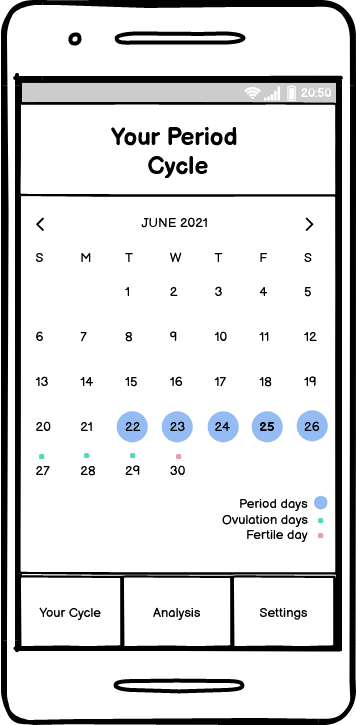 20:50
Your Period
Cycle
JUNE 2021
S M T W T F S
1 2 3 4 5
6 7 8 9 10 11 12
13 14 15 16 17 18 19
20 21 22 23 24 25 26
27 28 29 30
Period days
Ovulation days
Fertile day
Your Cycle Analysis Settings